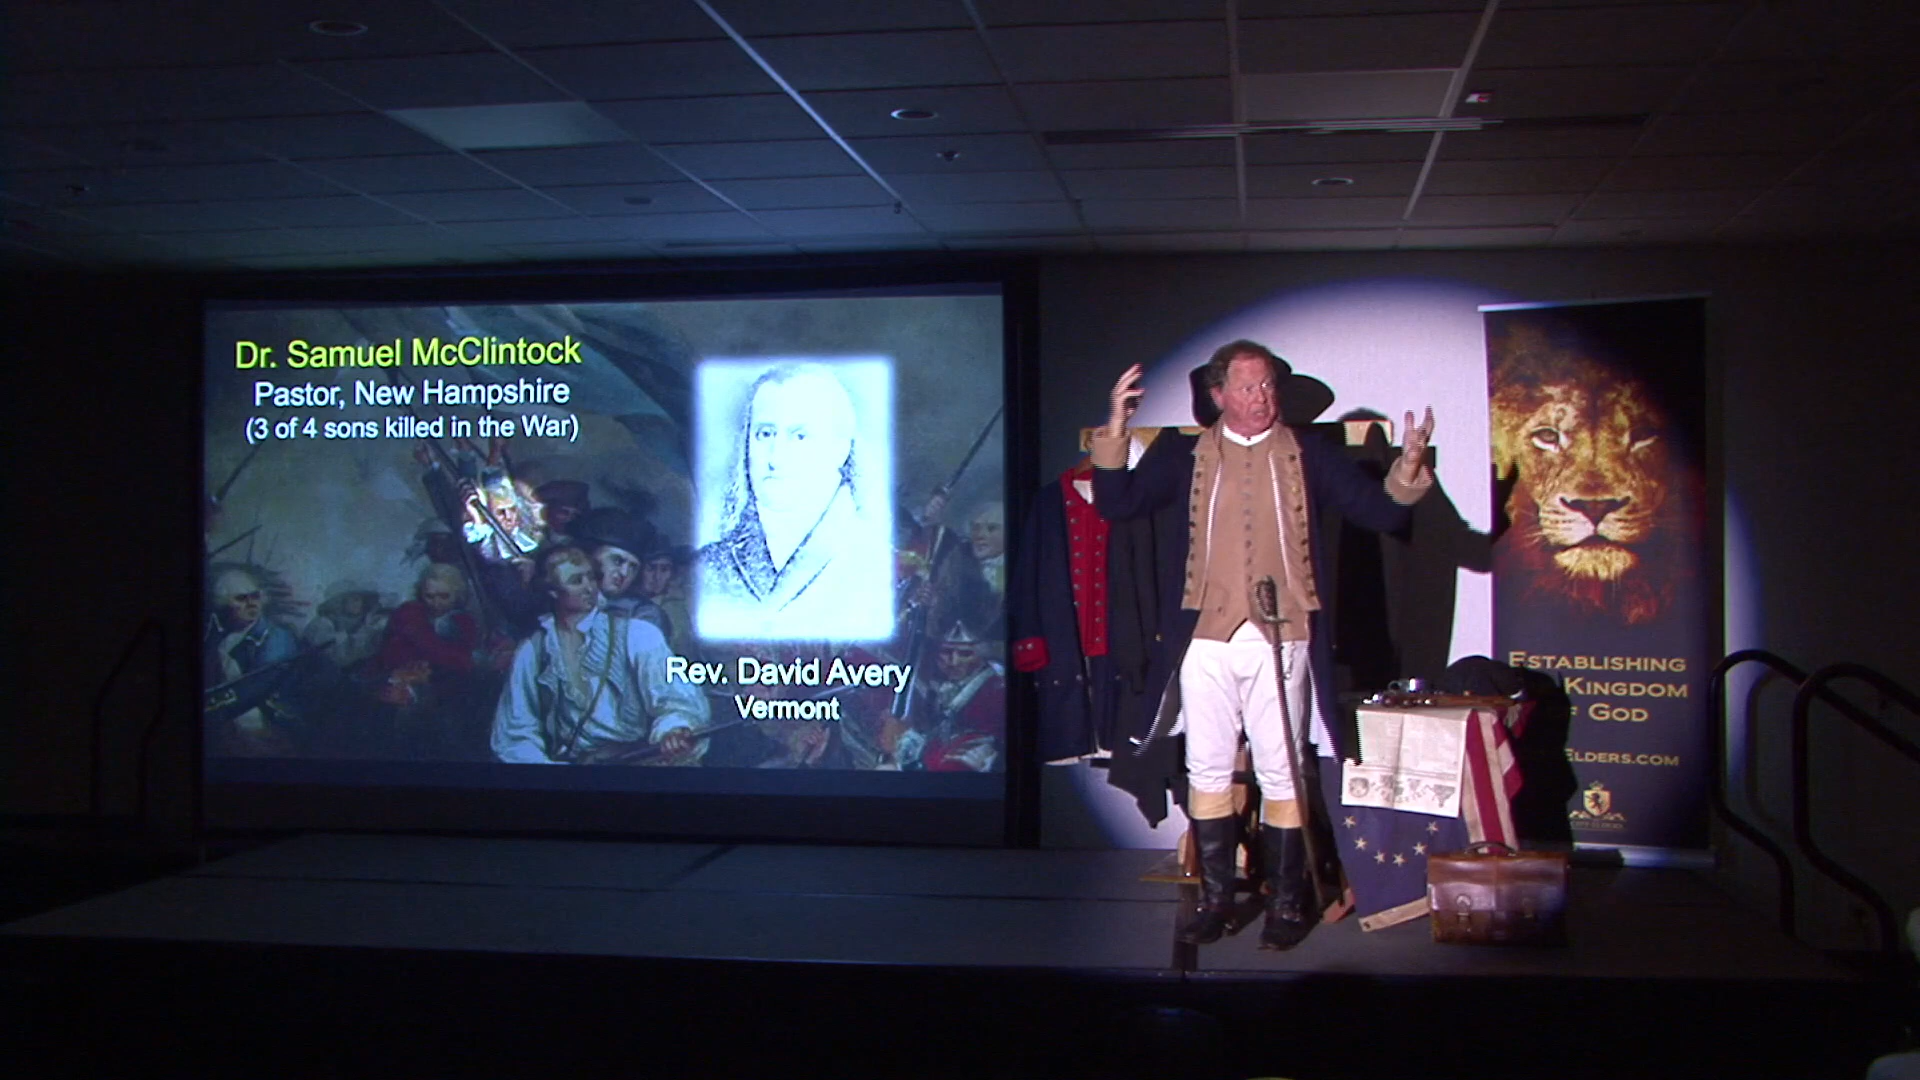 Dr. Samuel McClintock
Pastor, New Hampshire
(3 of 4 sons killed in the War)
Rev. David Avery
Vermont
ESTABLISHING
KINGDOM
GOD
ELDERS.COM